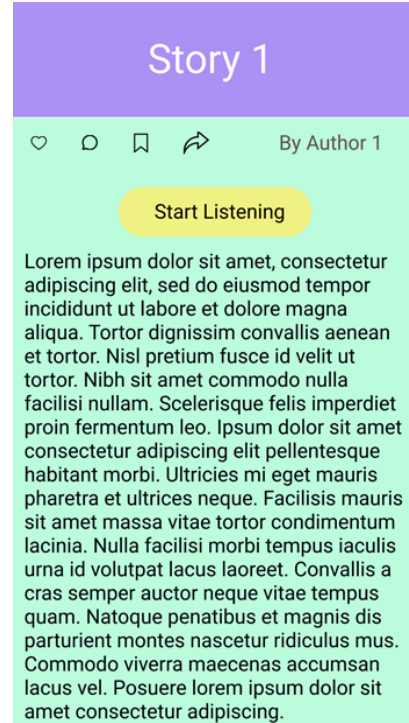 Story 1
By Author 1
Start Listening
Lorem ipsum dolor sit amet, consectetur
adipiscing elit, sed do eiusmod tempor
incididunt ut labore et dolore magna
aliqua. Tortor dignissim convallis aenean
et tortor. Nisl pretium fusce id velit ut
tortor. Nibh sit amet commodo nulla
facilisi nullam. Scelerisque felis imperdiet
proin fermentum leo. Ipsum dolor sit amet
consectetur adipiscing elit pellentesque
habitant morbi. Ultricies mi eget mauris
pharetra et ultrices neque. Facilisis mauris
sit amet massa vitae tortor condimentum
lacinia. Nulla facilisi morbi tempus iaculis
urna id volutpat lacus laoreet. Convallis a
cras semper auctor neque vitae tempus
quam. Natoque penatibus et magnis dis
parturient montes nascetur ridiculus mus.
Commodo viverra maecenas accumsan
lacus vel. Posuere lorem ipsum dolor sit
amet consectetur adipiscing.